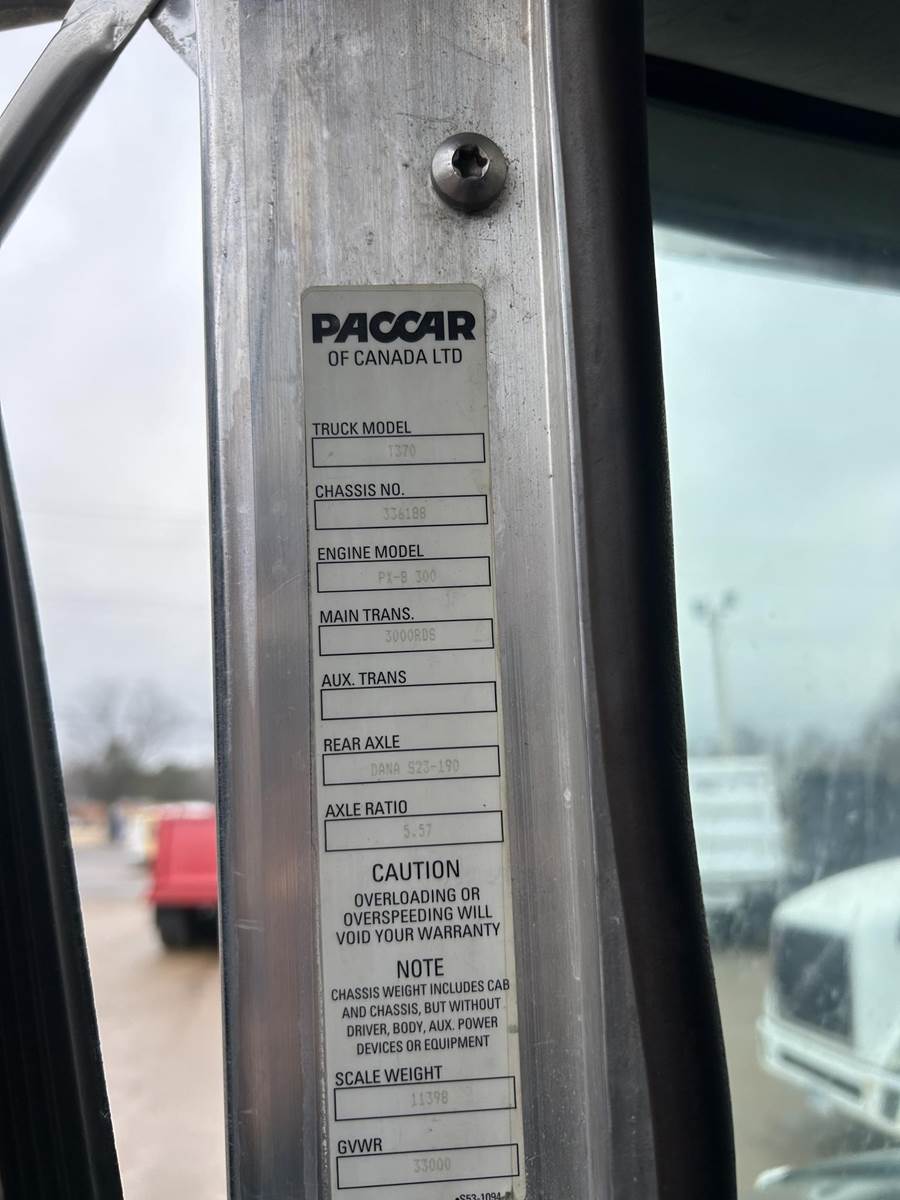 PACCAR
OF CANADA LTD
TRUCK MODEL
T370
CHASSIS NO.
336188
ENGINE MODEL
PX-8 300
MAIN TRANS.
3000RDS
AUX. TRANS
REAR AXLE
DANA S23-190
AXLE RATIO
5.57
CAUTION
OVERLOADING OR
OVERSPEEDING WILL
VOID YOUR WARRANTY
NOTE
CHASSIS WEIGHT INCLUDES CAB
AND CHASSIS, BUT WITHOUT
DRIVER, BODY, AUX. POWER
DEVICES OR EQUIPMENT
SCALE WEIGHT
11398
GVWR
33000